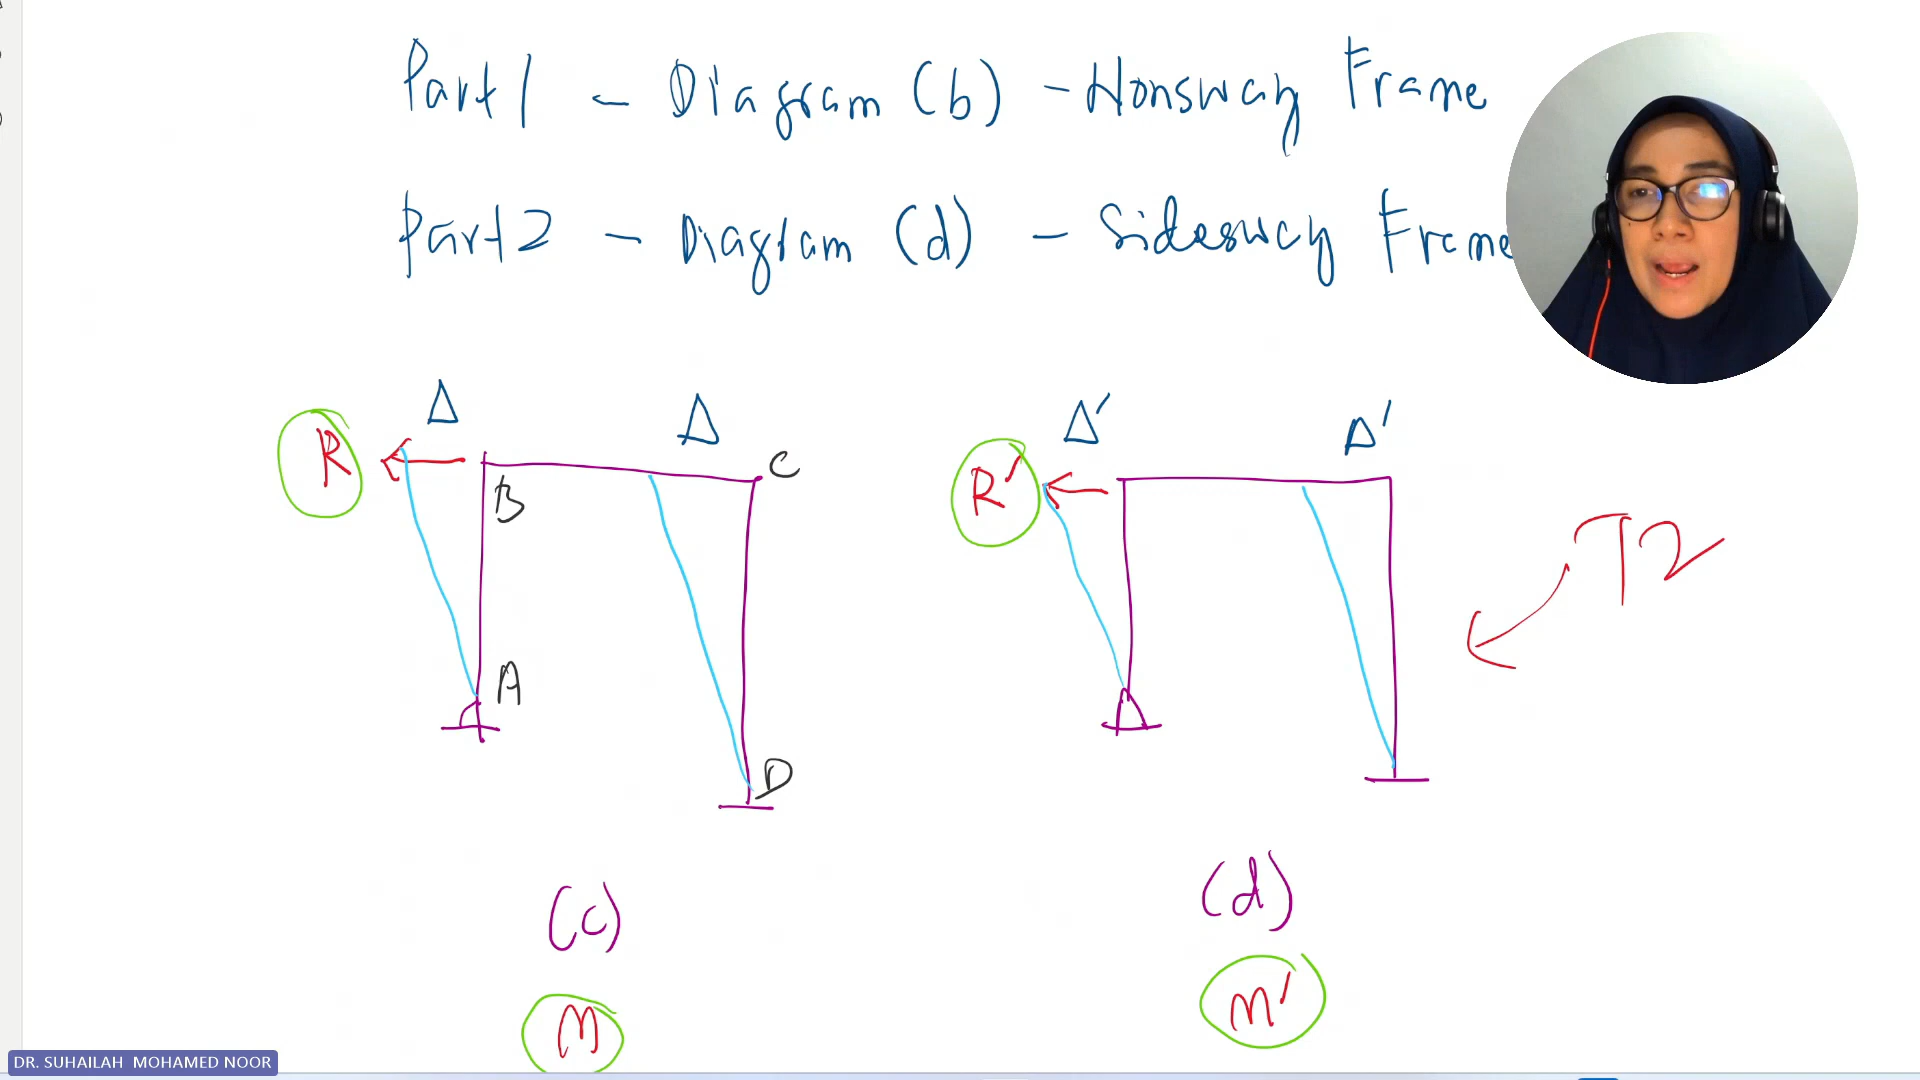 Part 1 - Diagram (b) - Nonsway Frame
Part 2 - Diagram (d) - Sidesway Frame
Δ Δ Δ' Δ'
R C R'
B T2
A
D
(c) (d)
M M'
DR. SUHAILAH MOHAMED NOOR